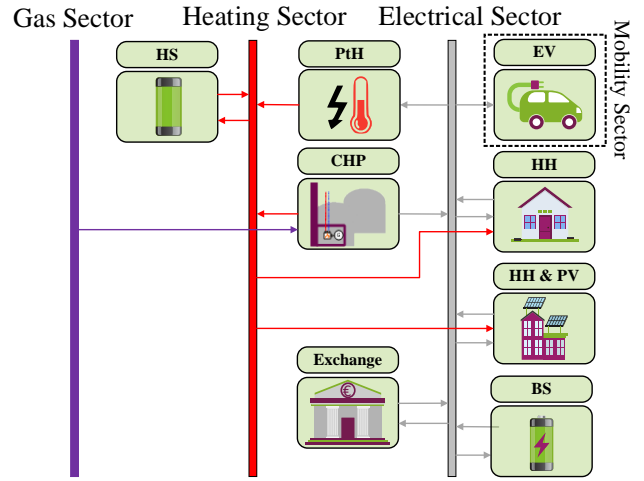 Gas Sector
Heating Sector
Electrical Sector
Mobility Sector
HS
PtH
EV
CHP
HH
HH & PV
Exchange
€
BS